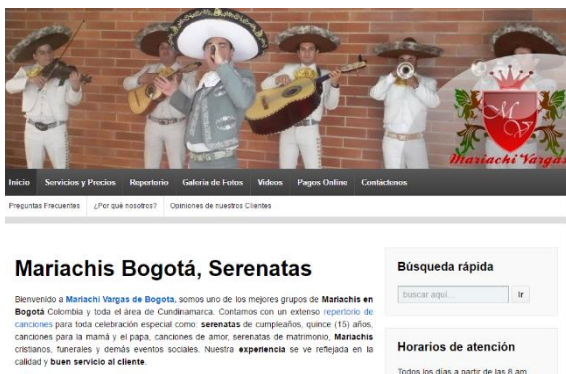 MV
Mariachi Vargas
Inicio Servicios y Precios Repertorio Galería de Fotos Videos Pagos Online Contáctenos
Preguntas Frecuentes ¿Por qué nosotros? Opiniones de nuestros Clientes
Mariachis Bogotá, Serenatas
Bienvenido a Mariachi Vargas de Bogota, somos uno de los mejores grupos de Mariachis en
Bogotá Colombia y toda el área de Cundinamarca. Contamos con un extenso repertorio de
canciones para toda celebración especial como: serenatas de cumpleaños, quince (15) años,
canciones para la mamá y el papa, canciones de amor, serenatas de matrimonio, Mariachis
cristianos, funerales y demás eventos sociales. Nuestra experiencia se ve reflejada en la
calidad y buen servicio al cliente.
Búsqueda rápida
buscar aquí... Ir
Horarios de atención
Todos los días a partir de las 8 am